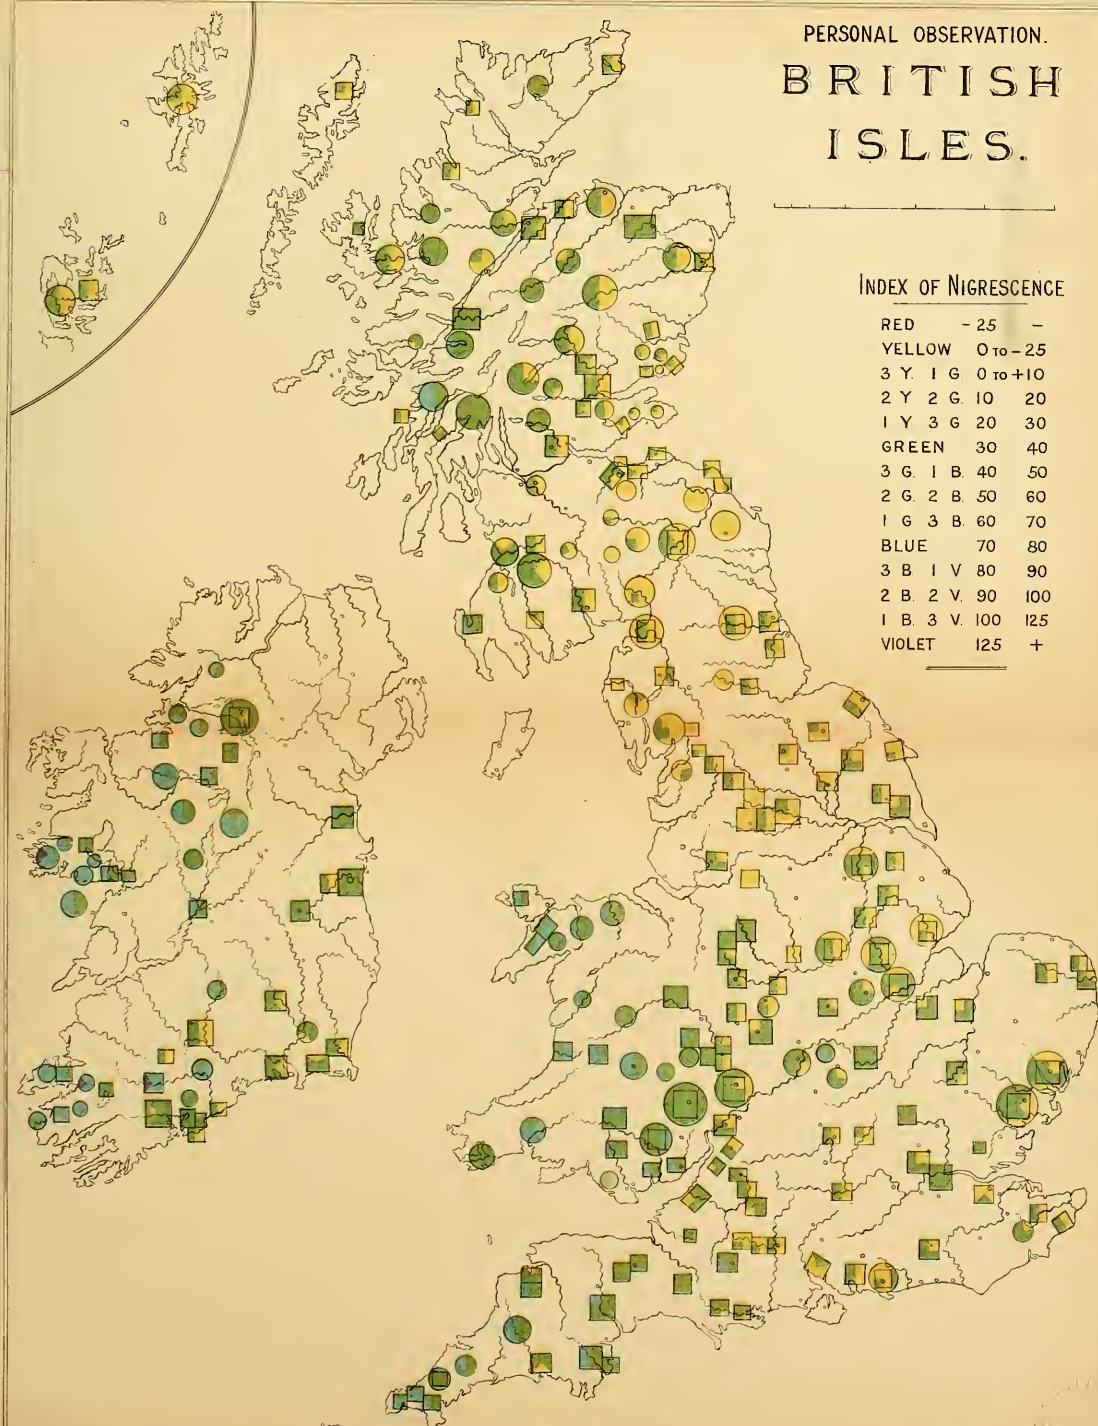 PERSONAL OBSERVATION.
BRITISH
ISLES.
INDEX OF NIGRESCENCE
RED - 25 –
YELLOW 0 TO - 25
3 Y. 1 G. 0 TO +10
2 Y 2 G. 10 20
1 Y 3 G 20 30
GREEN 30 40
3 G. 1 B. 40 50
2 G. 2 B. 50 60
1 G 3 B. 60 70
BLUE 70 80
3 B 1 V 80 90
2 B. 2 V. 90 100
1 B. 3 V. 100 125
VIOLET 125 +